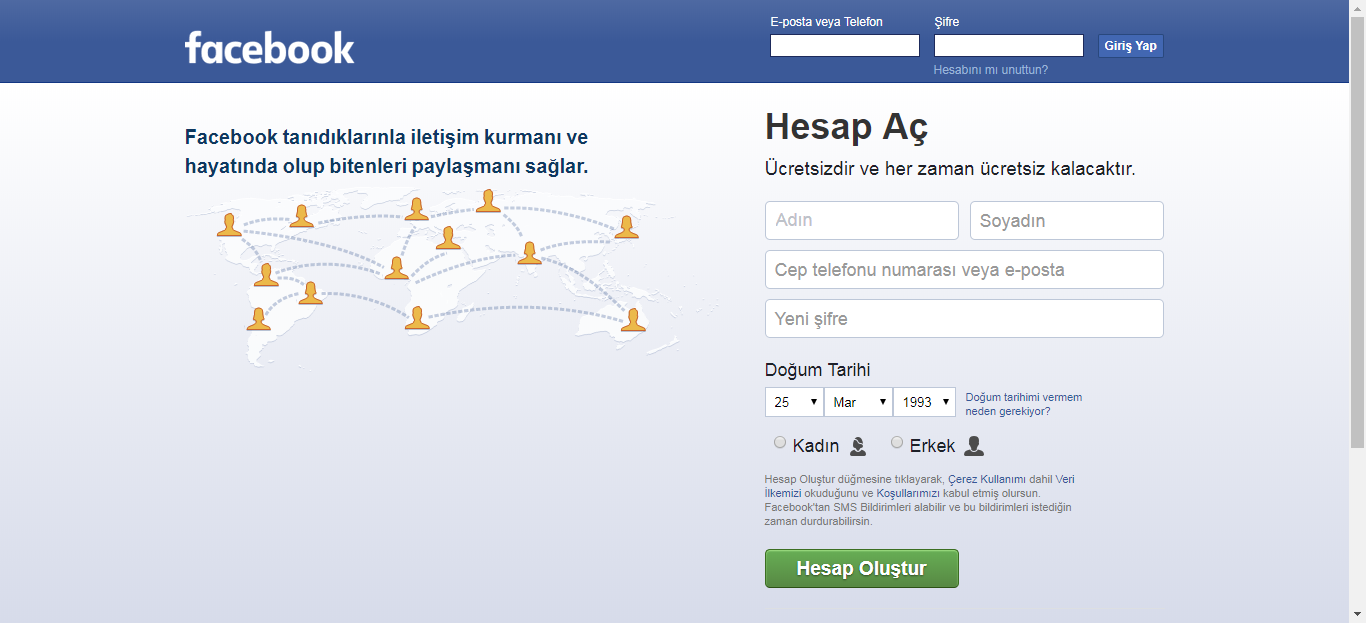 facebook
E-posta veya Telefon
Şifre
Giriş Yap
Hesabını mı unuttun?
Facebook tanıdıklarınla iletişim kurmanı ve
hayatında olup bitenleri paylaşmanı sağlar.
Hesap Aç
Ücretsizdir ve her zaman ücretsiz kalacaktır.
Adın
Soyadın
Cep telefonu numarası veya e-posta
Yeni şifre
Doğum Tarihi
25 Mar 1993
Doğum tarihimi vermem
neden gerekiyor?
Kadın
Erkek
Hesap Oluştur düğmesine tıklayarak, Çerez Kullanımı dahil Veri
İlkemizi okuduğunu ve Koşullarımızı kabul etmiş olursun.
Facebook'tan SMS Bildirimleri alabilir ve bu bildirimleri istediğin
zaman durdurabilirsin.
Hesap Oluştur